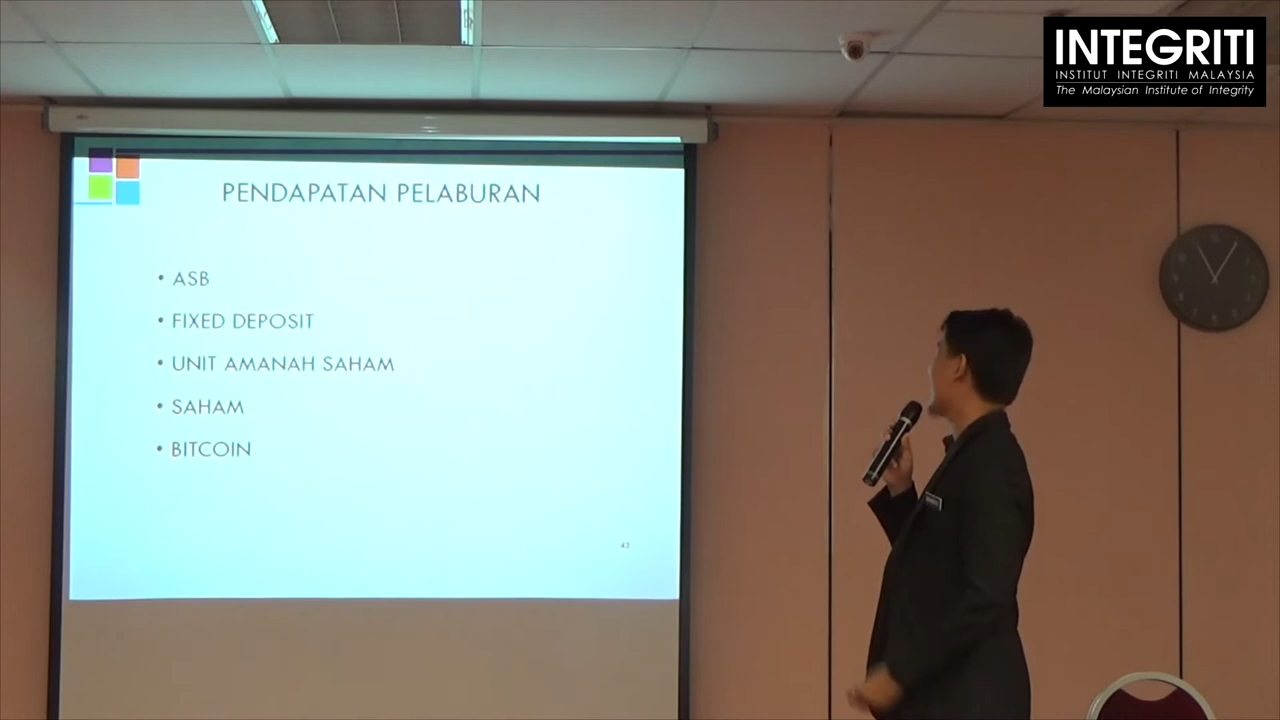 INTEGRITI
INSTITUT INTEGRITI MALAYSIA
The Malaysian Institute of Integrity
PENDAPATAN PELABURAN
• ASB
• FIXED DEPOSIT
• UNIT AMANAH SAHAM
• SAHAM
• BITCOIN
43